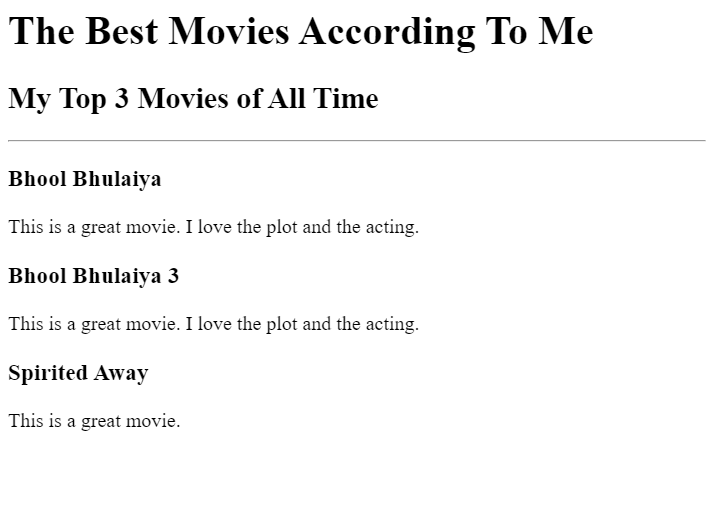 The Best Movies According To Me
My Top 3 Movies of All Time
Bhool Bhulaiya
This is a great movie. I love the plot and the acting.
Bhool Bhulaiya 3
This is a great movie. I love the plot and the acting.
Spirited Away
This is a great movie.